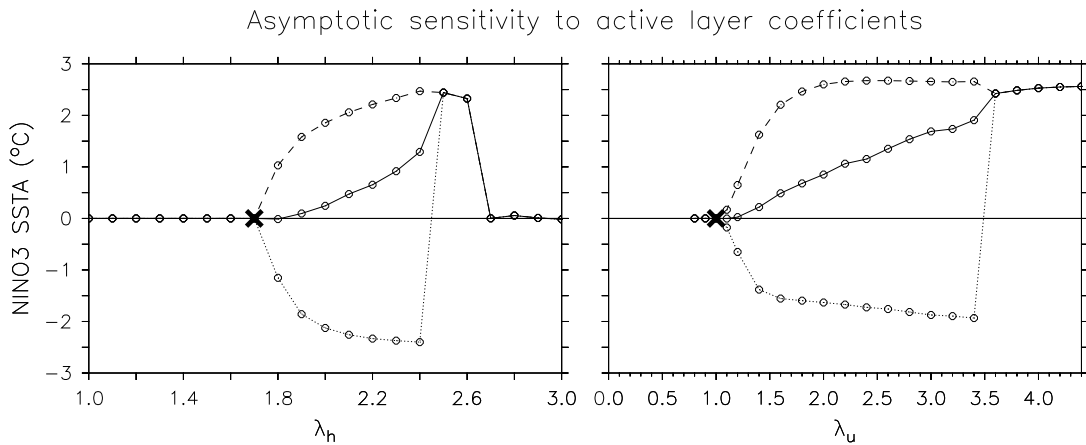 Asymptotic sensitivity to active layer coefficients
NINO3 SSTA (°C)
3
2
1
0
−1
−2
−3
1.0 1.4 1.8 2.2 2.6 3.0
λh
0.0 0.5 1.0 1.5 2.0 2.5 3.0 3.5 4.0
λu